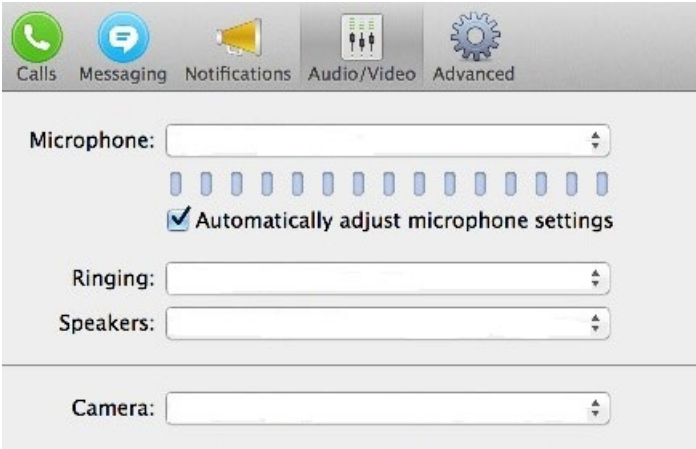 Calls Messaging Notifications Audio/Video Advanced
Microphone:
Automatically adjust microphone settings
Ringing:
Speakers:
Camera: